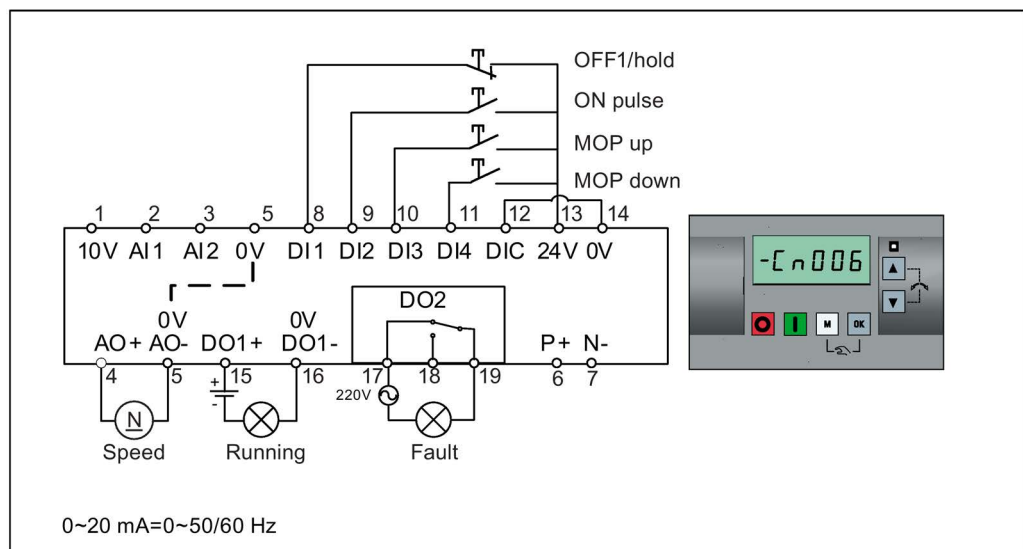 OFF1/hold
ON pulse
MOP up
MOP down
1 2 3 5 8 9 10 11 12 13 14
10V AI1 AI2 0V DI1 DI2 DI3 DI4 DIC 24V 0V
-Cn006
M OK
DO2
0V 0V
AO+ AO- DO1+ DO1- P+ N-
4 5 15 16 17 18 19 6 7
+
-
220V
N
Speed Running Fault
0~20 mA=0~50/60 Hz